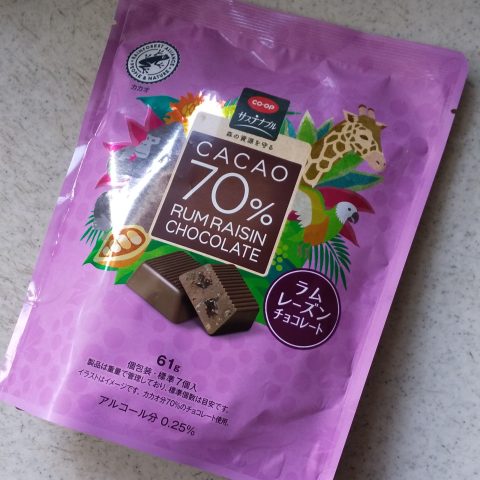 RAINFOREST ALLIANCE
PEOPLE & NATURE
カカオ
CO·OP
サステナブル
森の資源を守る
CACAO
70%
RUM RAISIN
CHOCOLATE
ラム
レーズン
チョコレート
61g
個包装・標準7個入
製品は重量で管理しており、標準個数は目安です。
イラストはイメージです。カカオ分70%のチョコレート使用。
アルコール分 0.25%